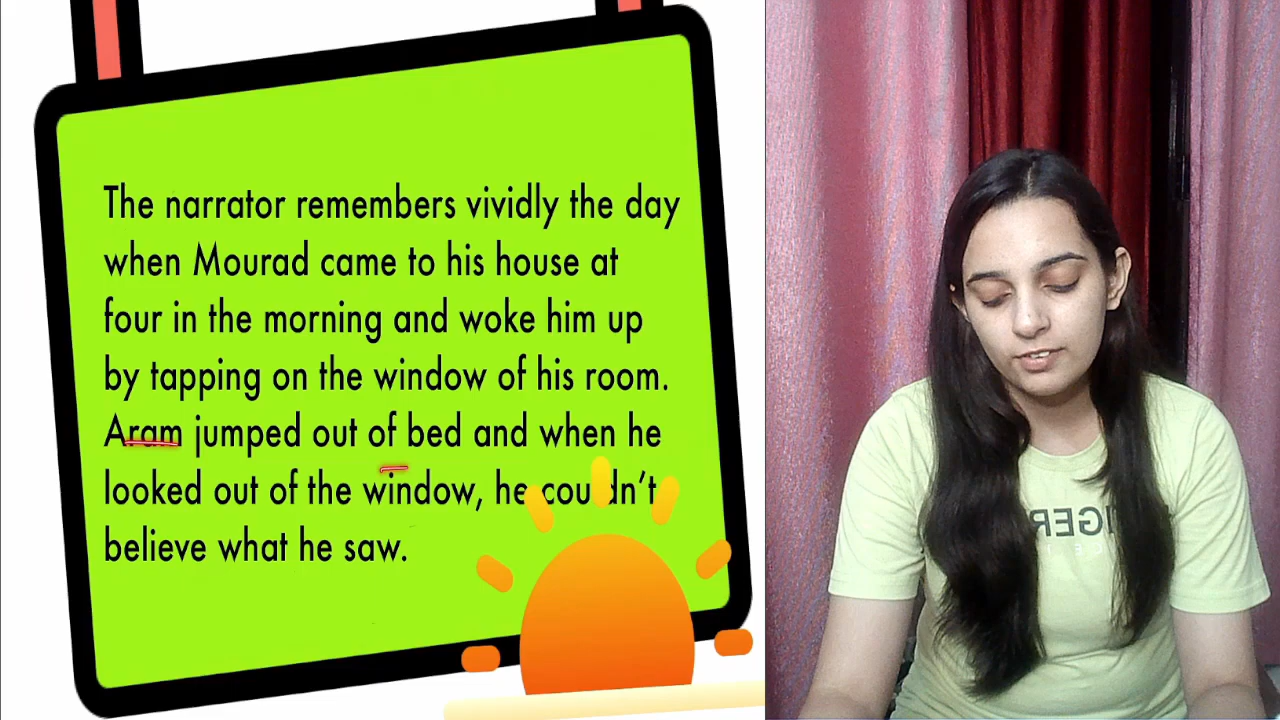 The narrator remembers vividly the day
when Mourad came to his house at
four in the morning and woke him up
by tapping on the window of his room.
Aram jumped out of bed and when he
looked out of the window, he couldn't
believe what he saw.